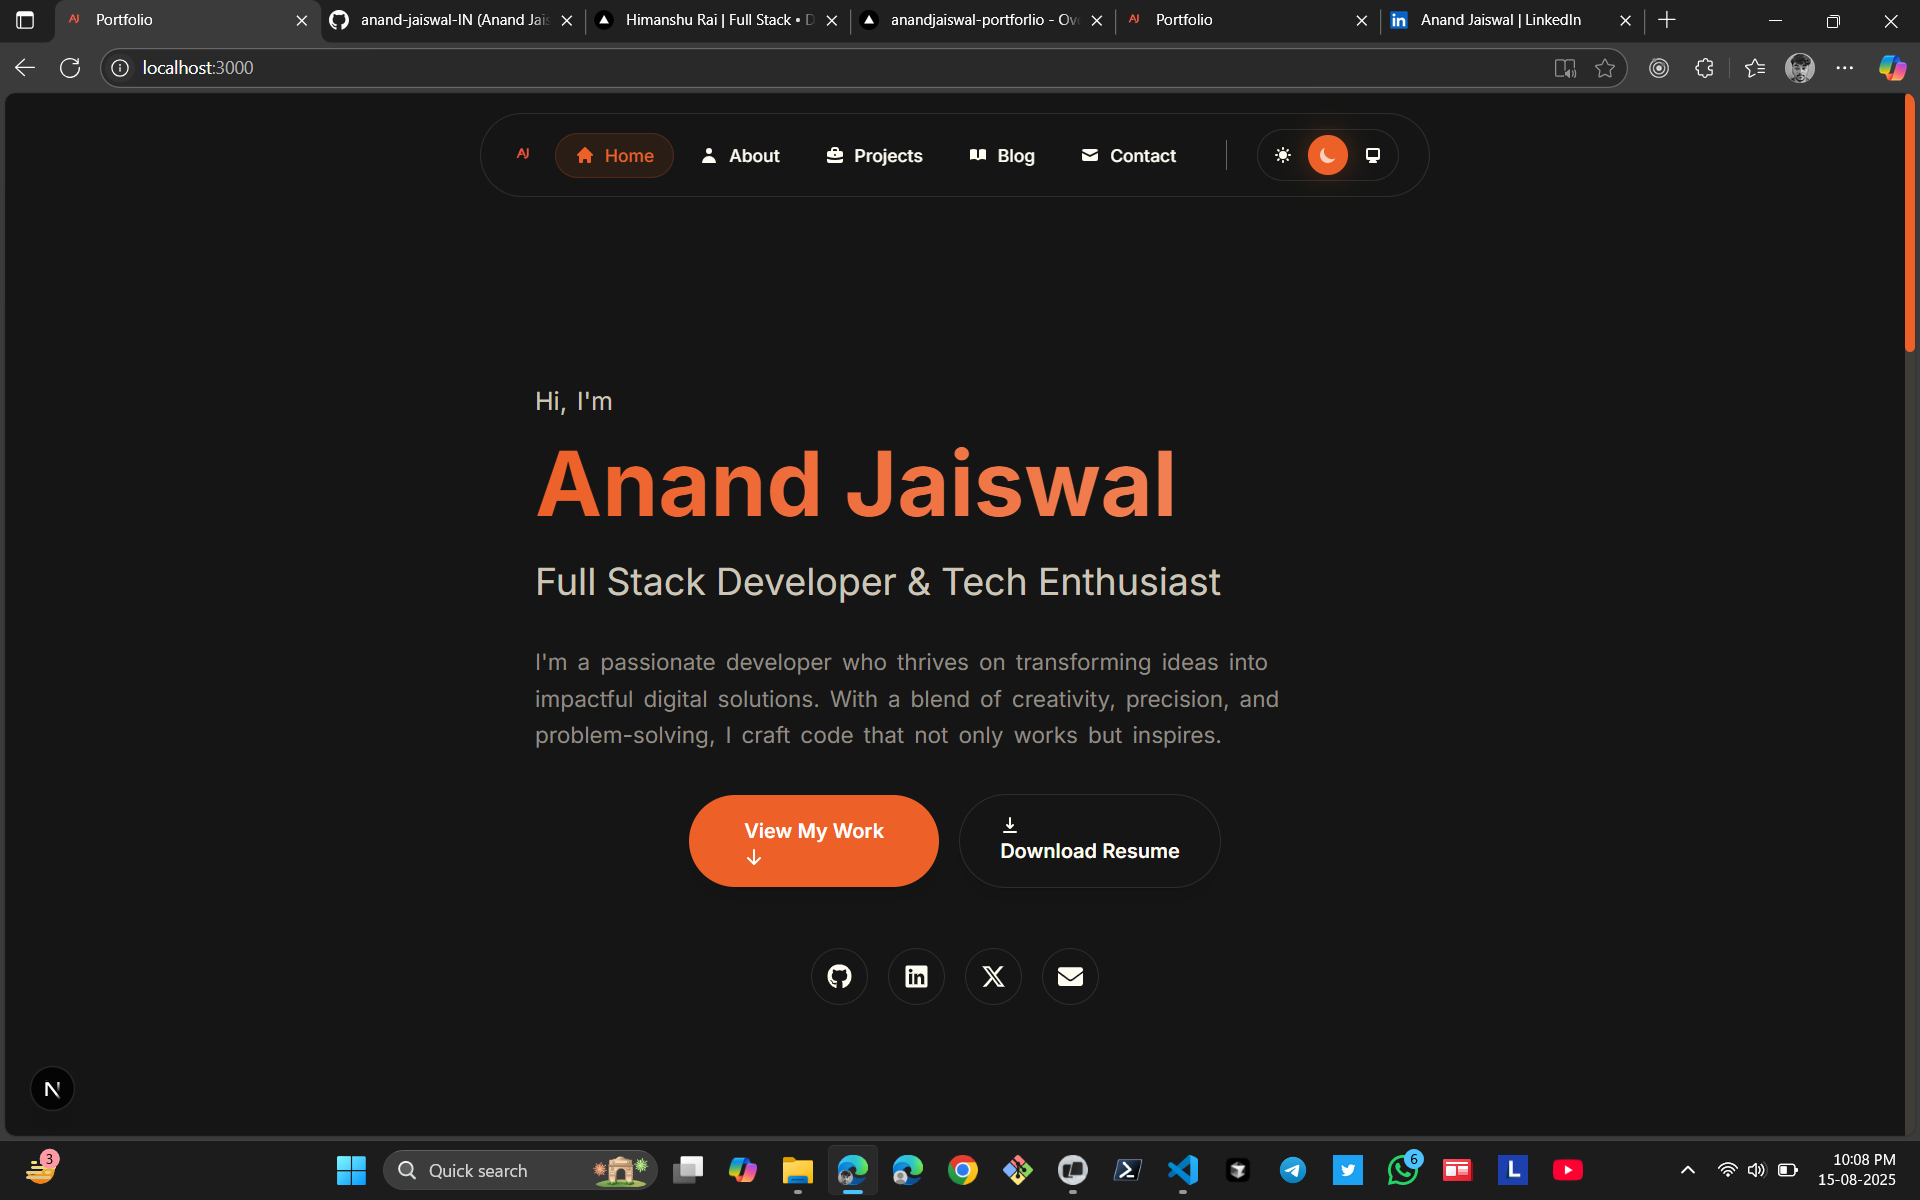 Portfolio
anand-jaiswal-IN (Anand Jais
Himanshu Rai | Full Stack • D
anandjaiswal-portforlio - Ove
Portfolio
Anand Jaiswal | LinkedIn
localhost:3000
AJ
Home
About
Projects
Blog
Contact
Hi, I'm
Anand Jaiswal
Full Stack Developer & Tech Enthusiast
I'm a passionate developer who thrives on transforming ideas into
impactful digital solutions. With a blend of creativity, precision, and
problem-solving, I craft code that not only works but inspires.
View My Work
Download Resume
N
3
Quick search
6
L
10:08 PM
15-08-2025